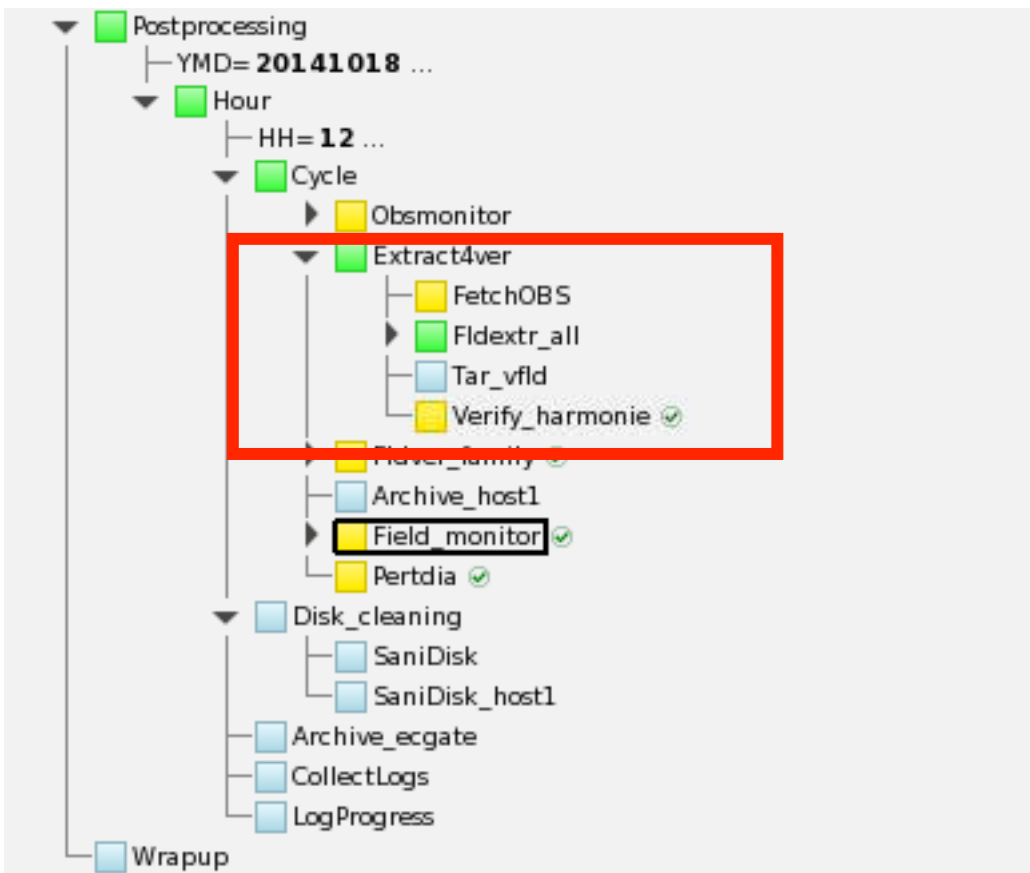 Postprocessing
YMD= 20141018 ...
Hour
HH= 12 ...
Cycle
Obsmonitor
Extract4ver
FetchOBS
Fldextr_all
Tar_vfld
Verify_harmonie
Fldver_family
Archive_host1
Field_monitor
Pertdia
Disk_cleaning
SaniDisk
SaniDisk_host1
Archive_ecgate
CollectLogs
LogProgress
Wrapup